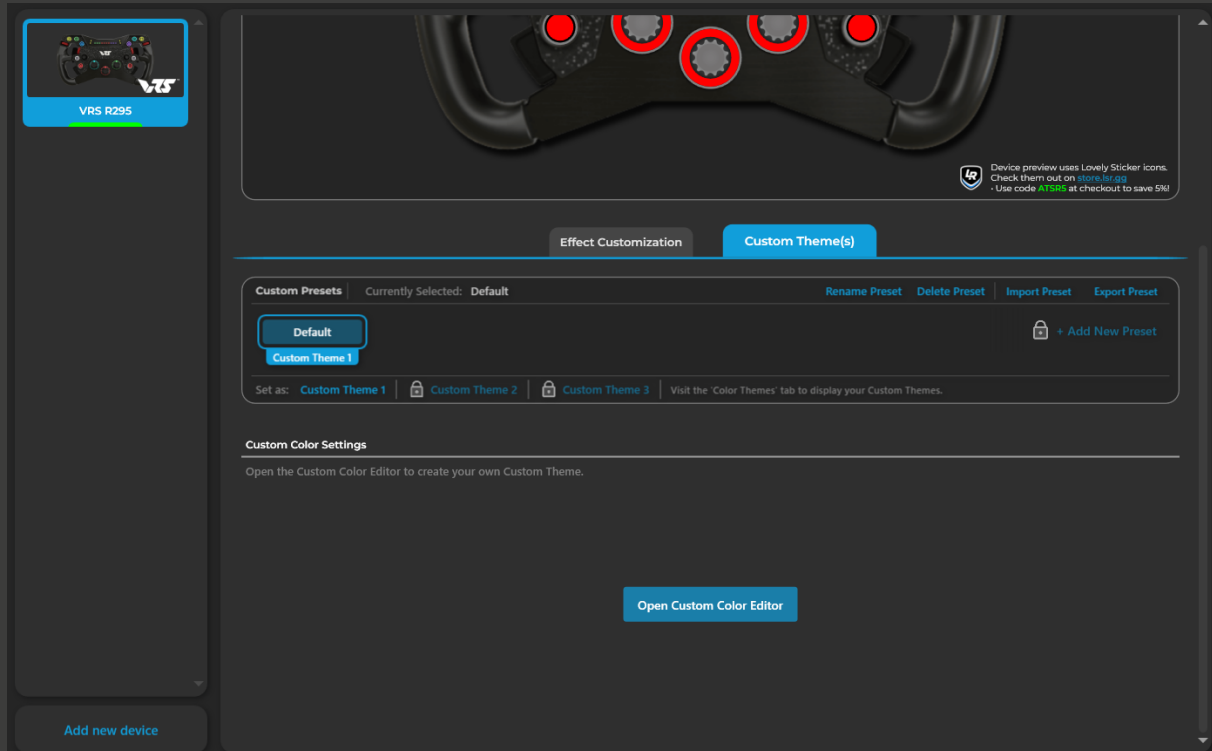 VRS
VRS R295
Device preview uses Lovely Sticker icons.
Check them out on store.lsr.gg
- Use code ATSR5 at checkout to save 5%!
Effect Customization
Custom Theme(s)
Custom Presets
Currently Selected: Default
Rename Preset
Delete Preset
Import Preset
Export Preset
Default
Custom Theme 1
+ Add New Preset
Set as:
Custom Theme 1
Custom Theme 2
Custom Theme 3
Visit the 'Color Themes' tab to display your Custom Themes.
Custom Color Settings
Open the Custom Color Editor to create your own Custom Theme.
Open Custom Color Editor
Add new device